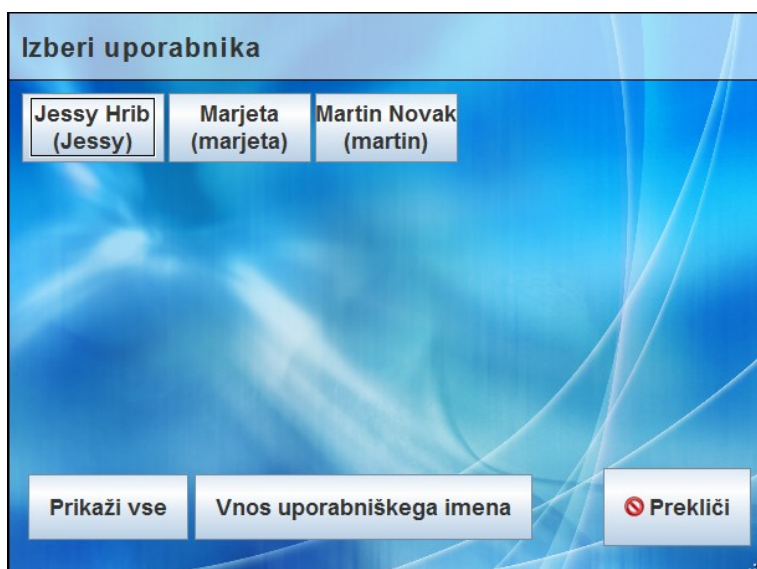 Izberi uporabnika
Jessy Hrib
(Jessy)
Marjeta
(marjeta)
Martin Novak
(martin)
Prikaži vse
Vnos uporabniškega imena
Prekliči